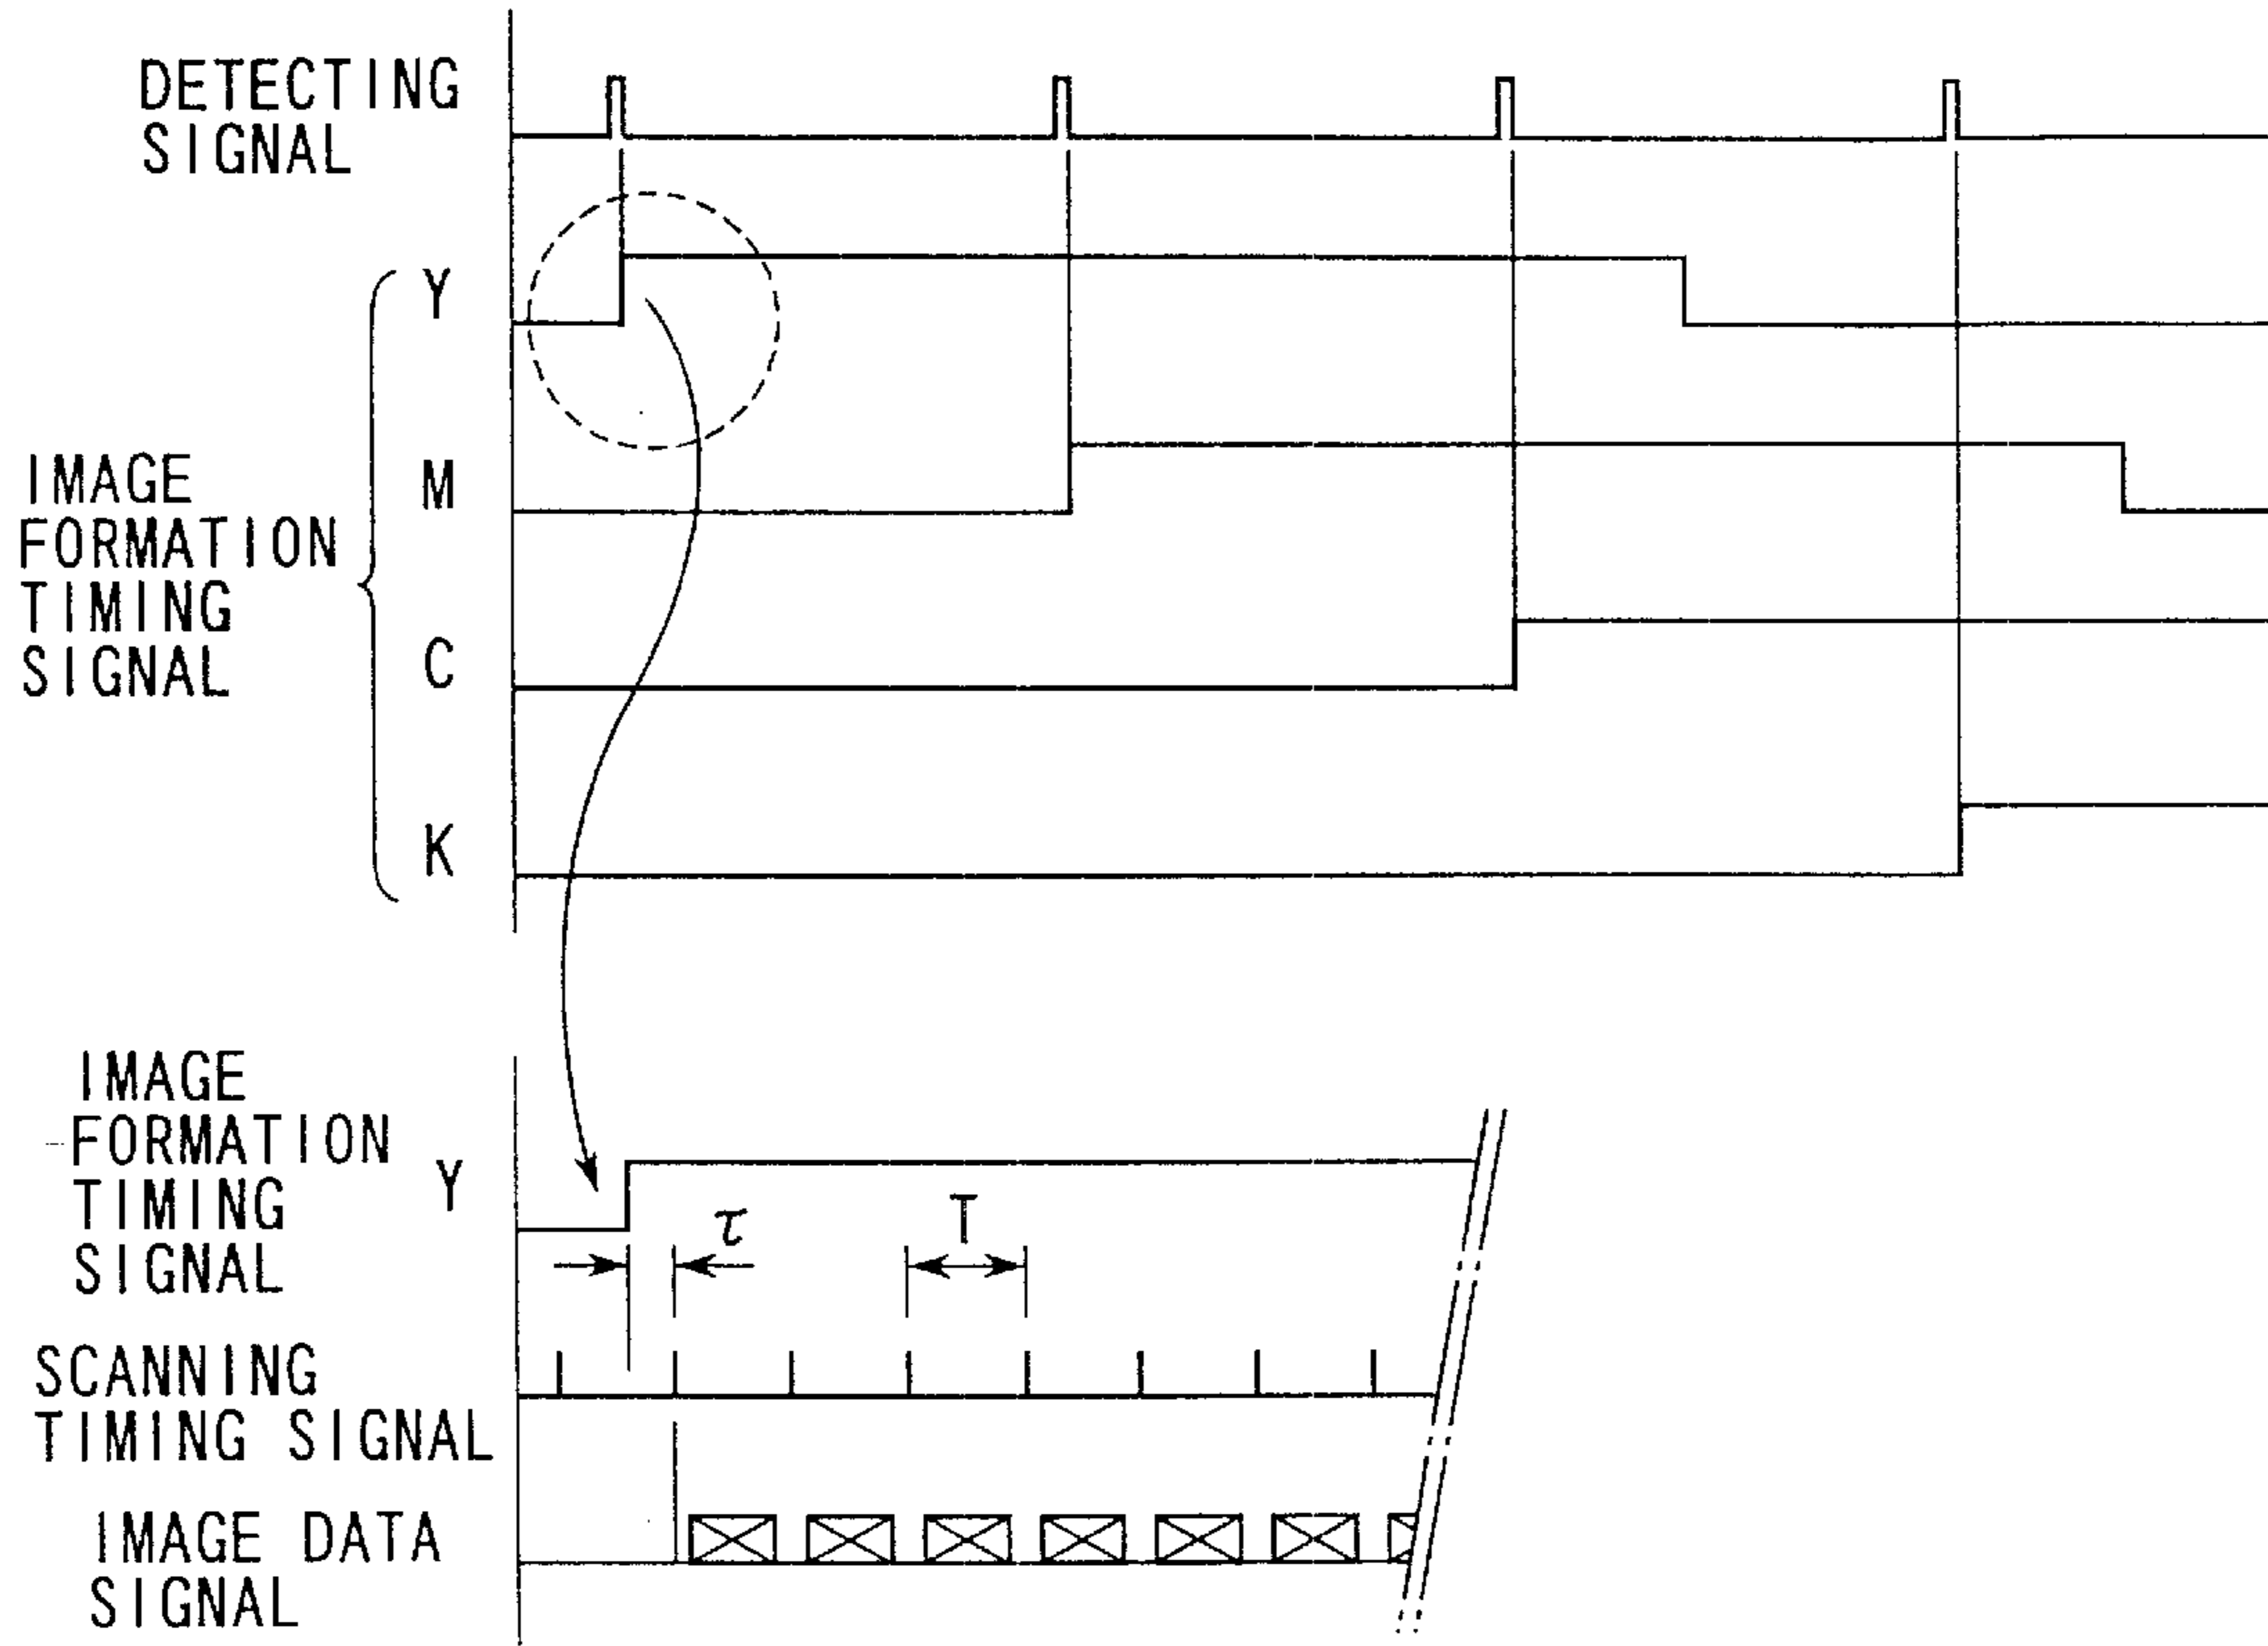 DETECTING
SIGNAL
Y
IMAGE
FORMATION
TIMING
SIGNAL
M
C
K
IMAGE
FORMATION
TIMING
SIGNAL
Y
τ
T
SCANNING
TIMING SIGNAL
IMAGE DATA
SIGNAL